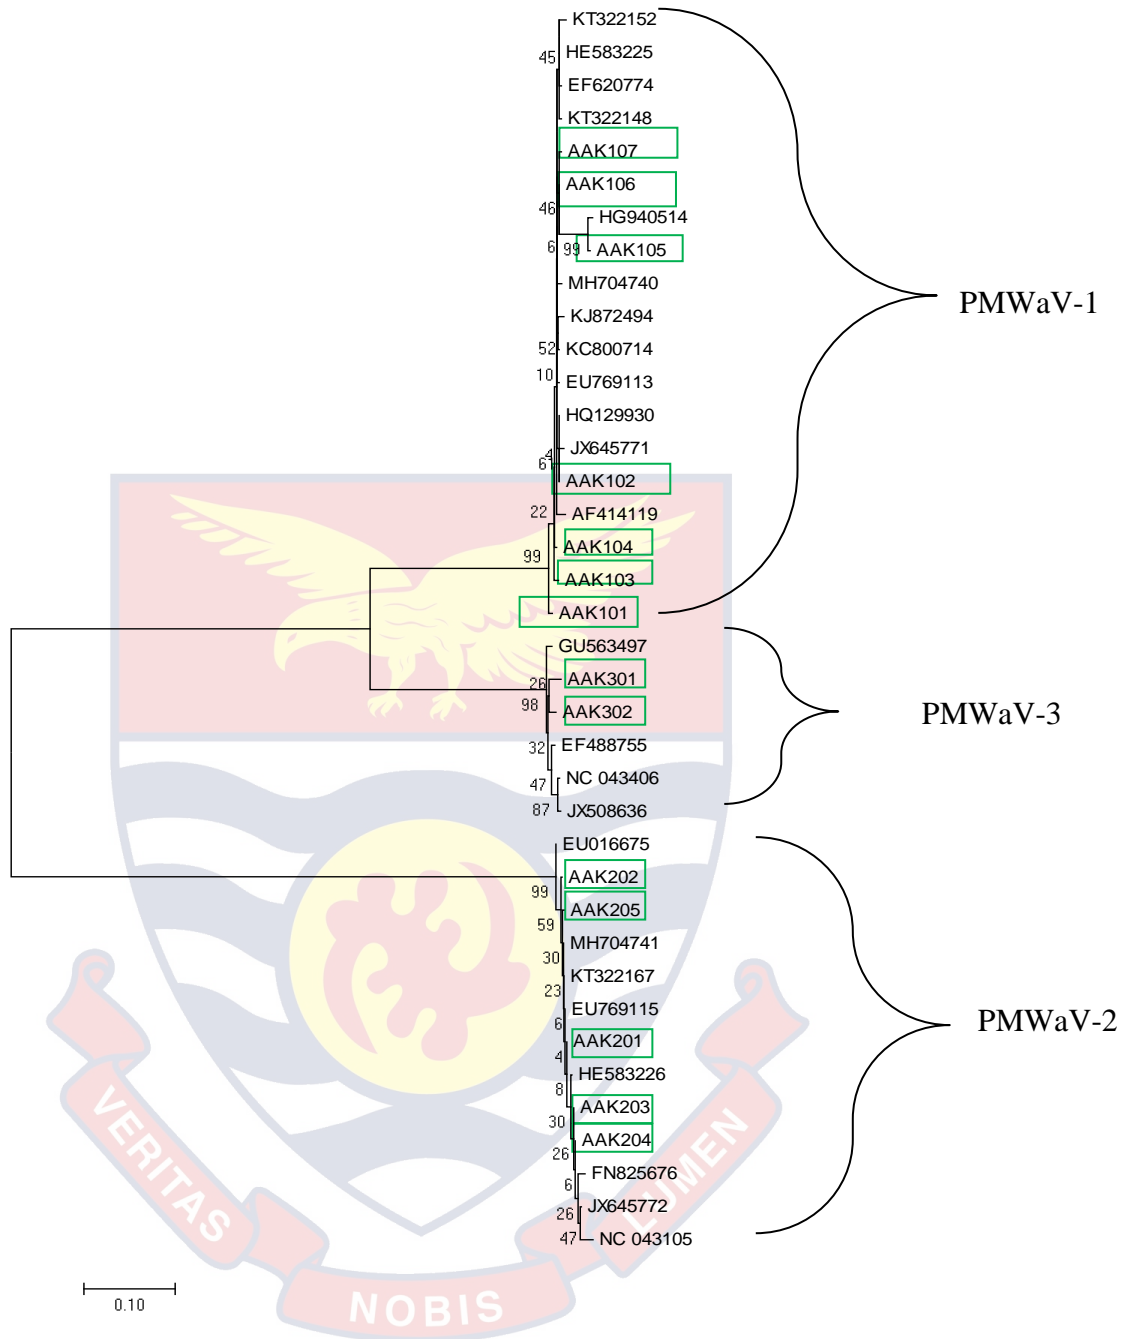 KT322152
45
HE583225
EF620774
KT322148
AAK107
AAK106
46
HG940514
6
99
AAK105
MH704740
PMWaV-1
KJ872494
52
KC800714
10
EU769113
HQ129930
4
JX645771
6
AAK102
22
AF414119
99
AAK104
AAK103
AAK101
GU563497
26
AAK301
98
AAK302
PMWaV-3
32
EF488755
47
NC 043406
87
JX508636
EU016675
99
AAK202
59
AAK205
30
MH704741
23
KT322167
6
EU769115
PMWaV-2
4
AAK201
8
HE583226
30
AAK203
26
AAK204
6
FN825676
26
JX645772
47
NC 043105
0.10
VERITAS
NOBIS
LUMEN